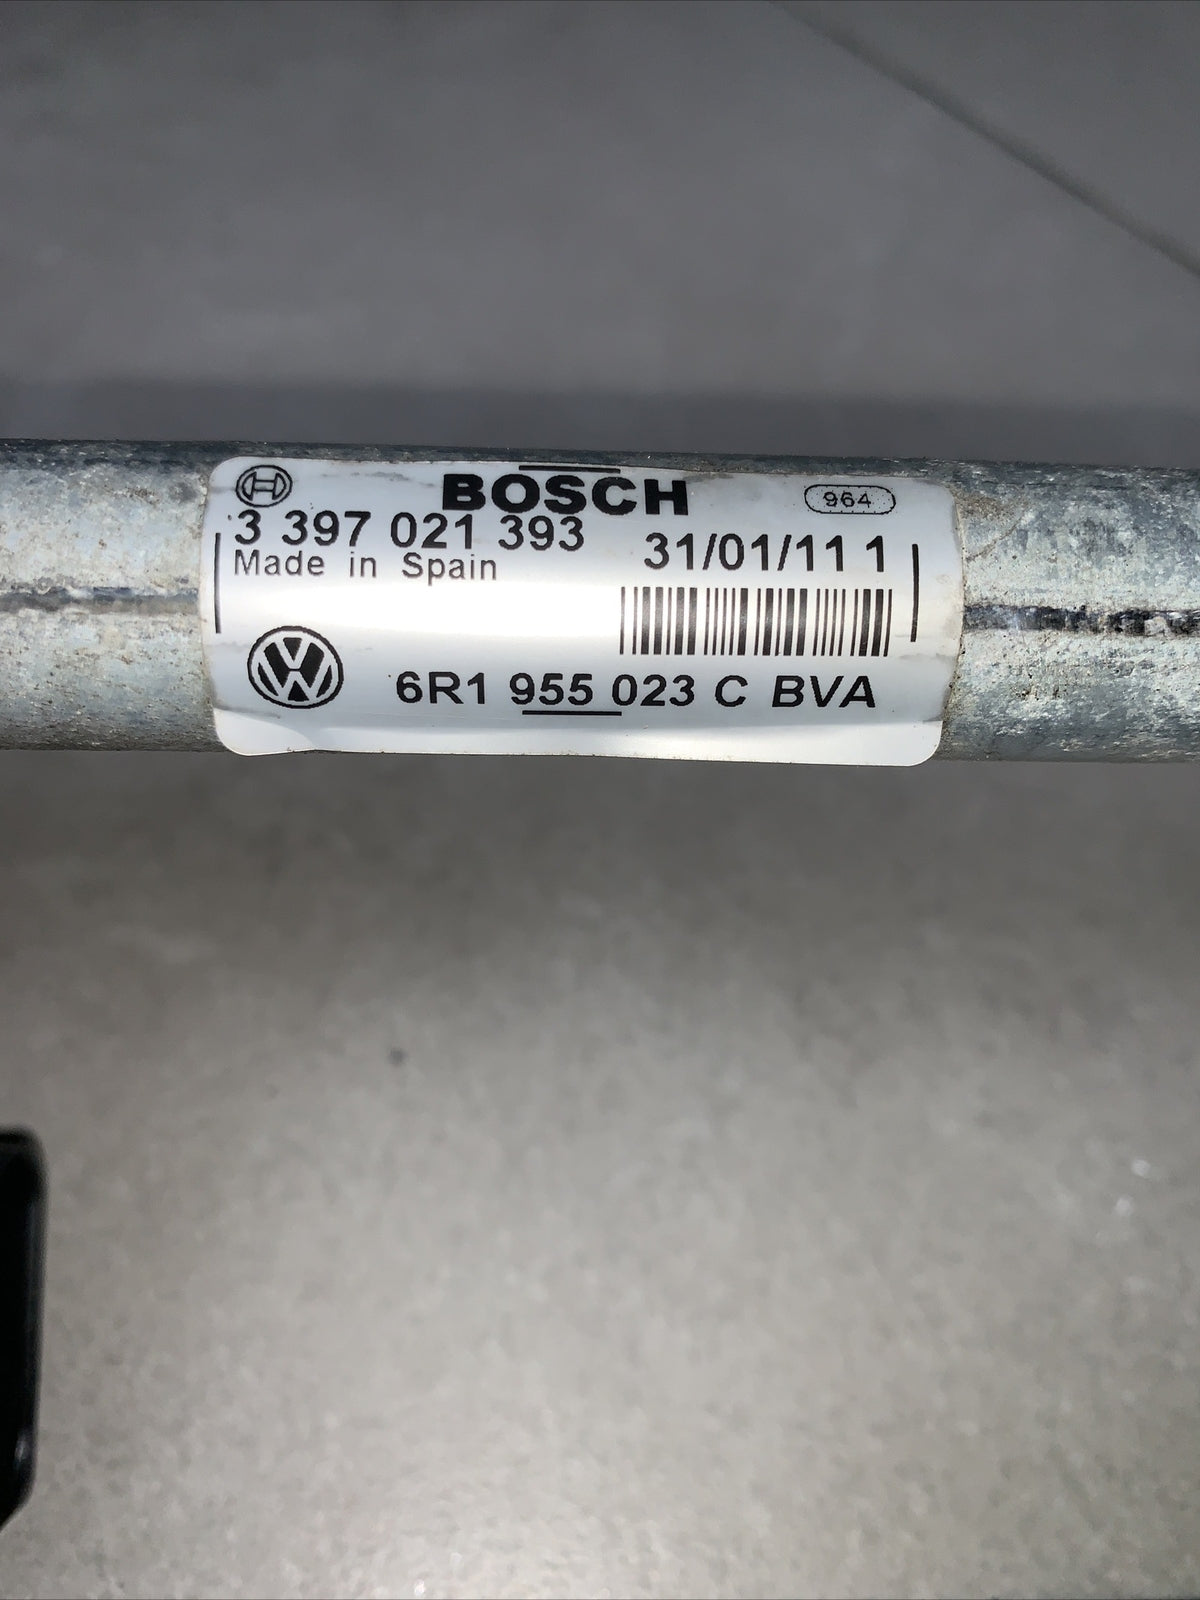 BOSCH
964
3 397 021 393
31/01/11 1
Made in Spain
6R1 955 023 C BVA